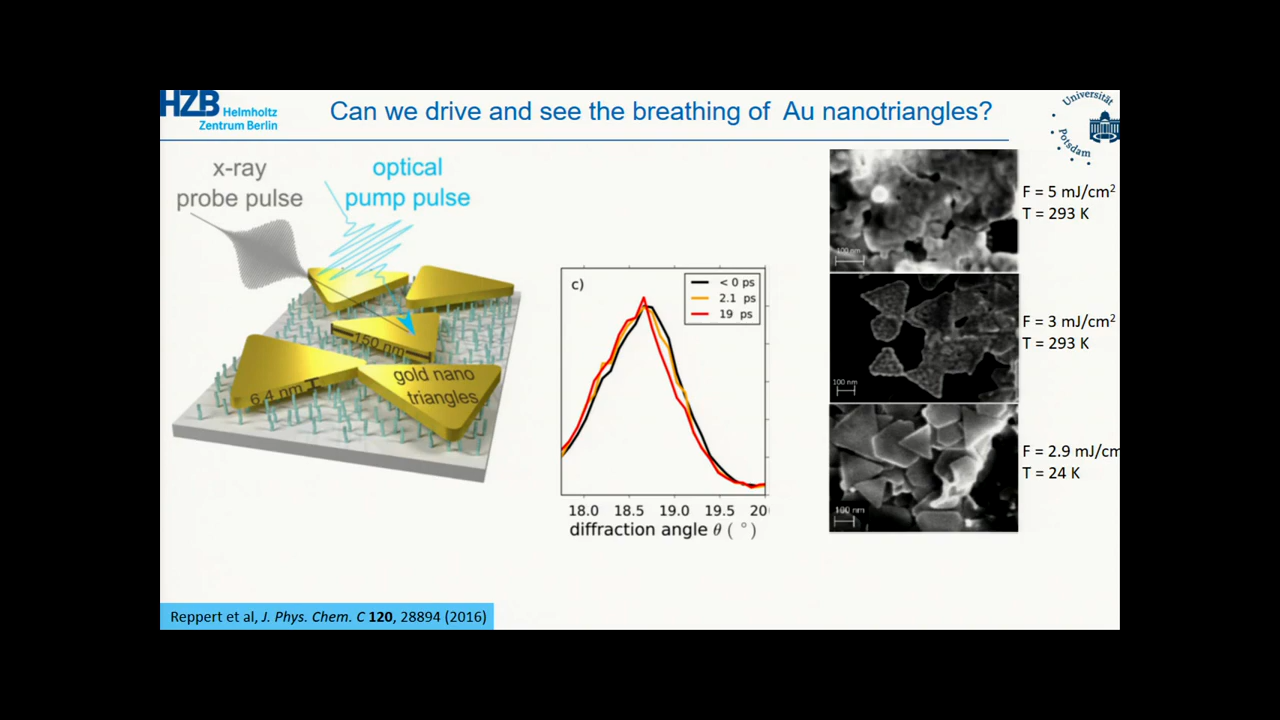 HZB Helmholtz
Zentrum Berlin
Can we drive and see the breathing of Au nanotriangles?
Universität
Potsdam
x-ray
probe pulse
optical
pump pulse
150 nm
6.4 nm
gold nano
triangles
c)
< 0 ps
2.1 ps
19 ps
18.0 18.5 19.0 19.5 20
diffraction angle θ ( ° )
100 nm
F = 5 mJ/cm²
T = 293 K
100 nm
F = 3 mJ/cm²
T = 293 K
100 nm
F = 2.9 mJ/cm
T = 24 K
Reppert et al, J. Phys. Chem. C 120, 28894 (2016)